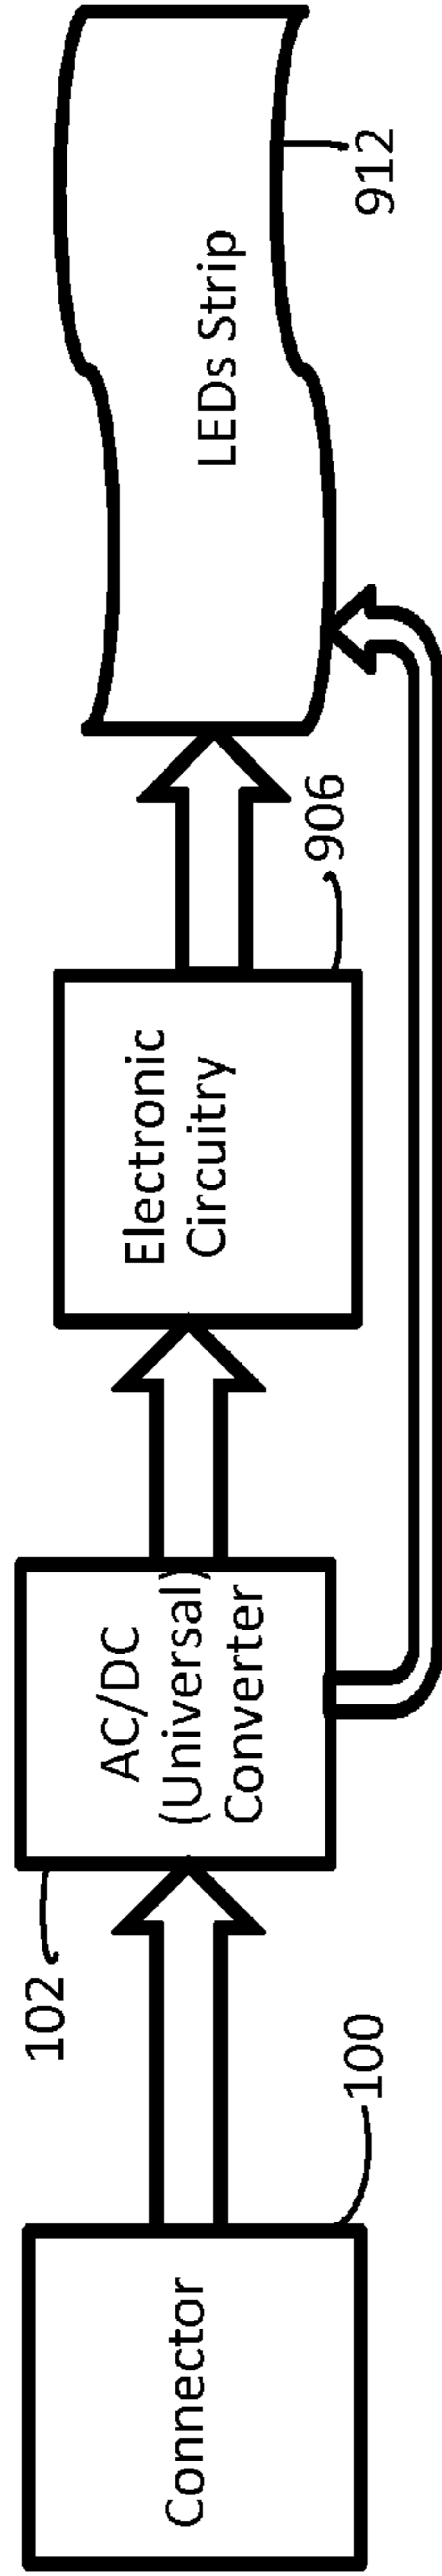 Connector
100
102
AC/DC
(Universal)
Converter
Electronic
Circuitry
906
LEDs Strip
912